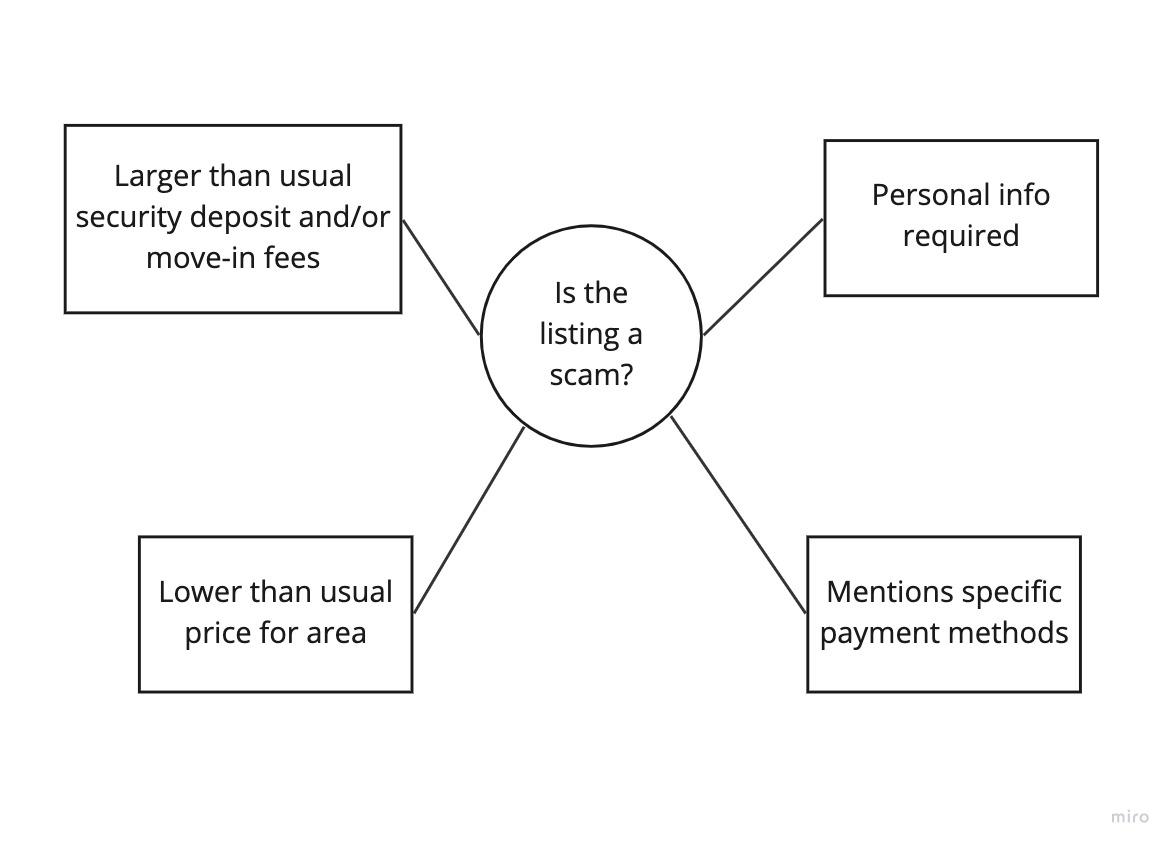 Larger than usual
security deposit and/or
move-in fees
Personal info
required
Is the
listing a
scam?
Lower than usual
price for area
Mentions specific
payment methods
miro